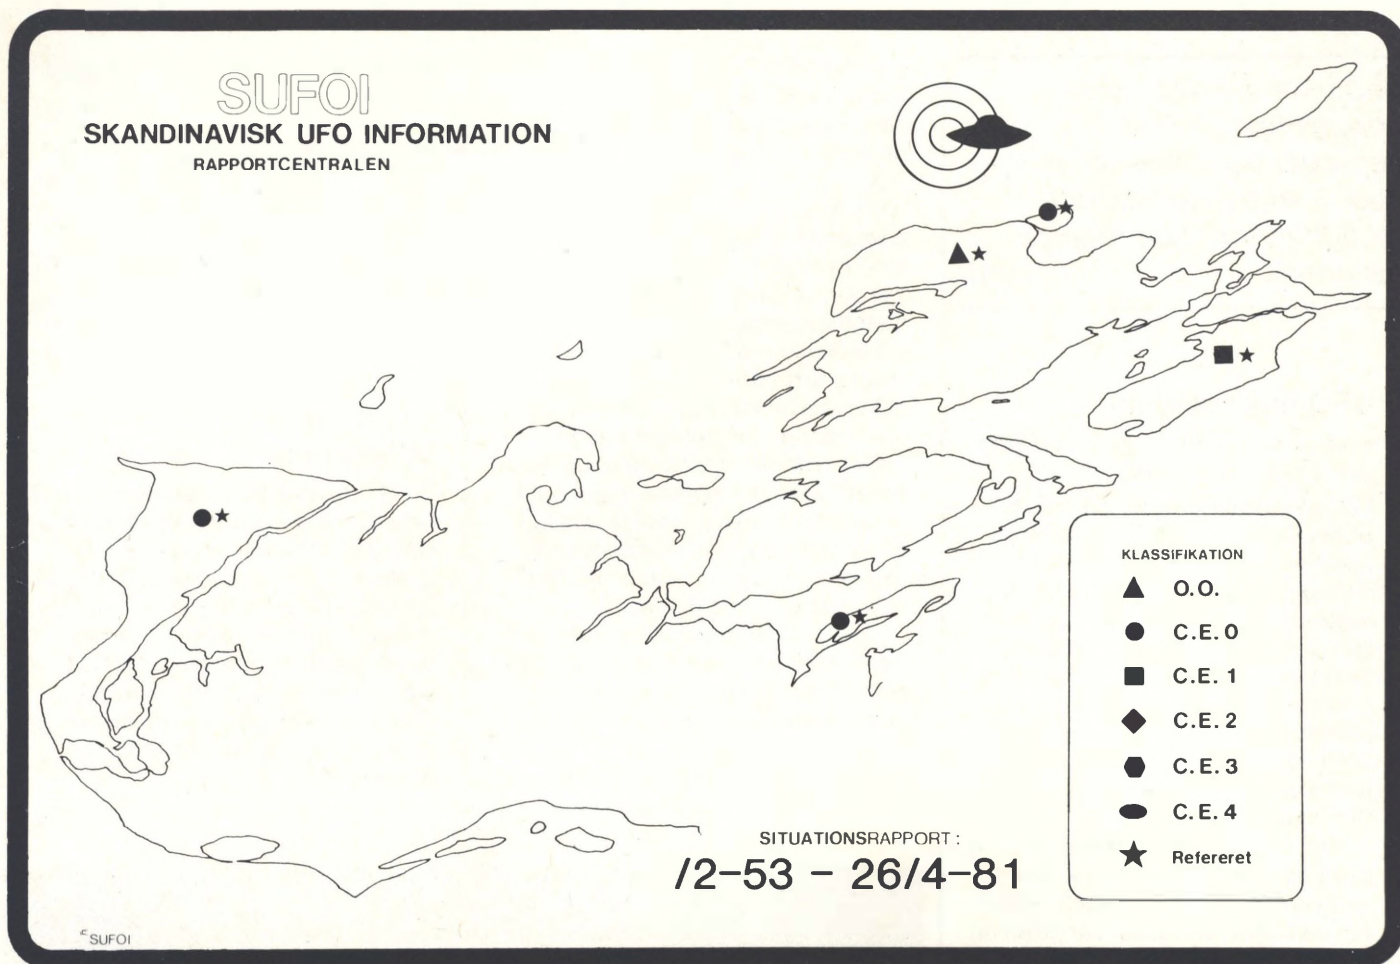 SUFOI
SKANDINAVISK UFO INFORMATION
RAPPORTCENTRALEN
KLASSIFIKATION
O.O.
C.E.0
C.E. 1
C.E. 2
C.E. 3
C.E. 4
Refereret
SITUATIONSRAPPORT:
/2-53 - 26/4-81
© SUFOI